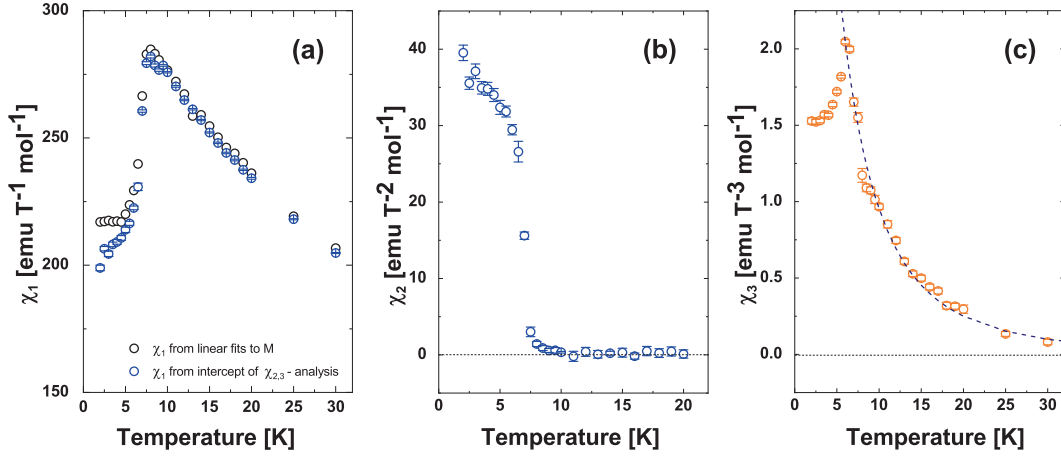 (a)
χ₁ [emu T⁻¹ mol⁻¹]
300
250
200
150
χ₁ from linear fits to M
χ₁ from intercept of χ₂,₃ - analysis
0 5 10 15 20 25 30
Temperature [K]
(b)
χ₂ [emu T⁻² mol⁻¹]
40
30
20
10
0
0 5 10 15 20
Temperature [K]
(c)
χ₃ [emu T⁻³ mol⁻¹]
2.0
1.5
1.0
0.5
0.0
0 5 10 15 20 25 30
Temperature [K]